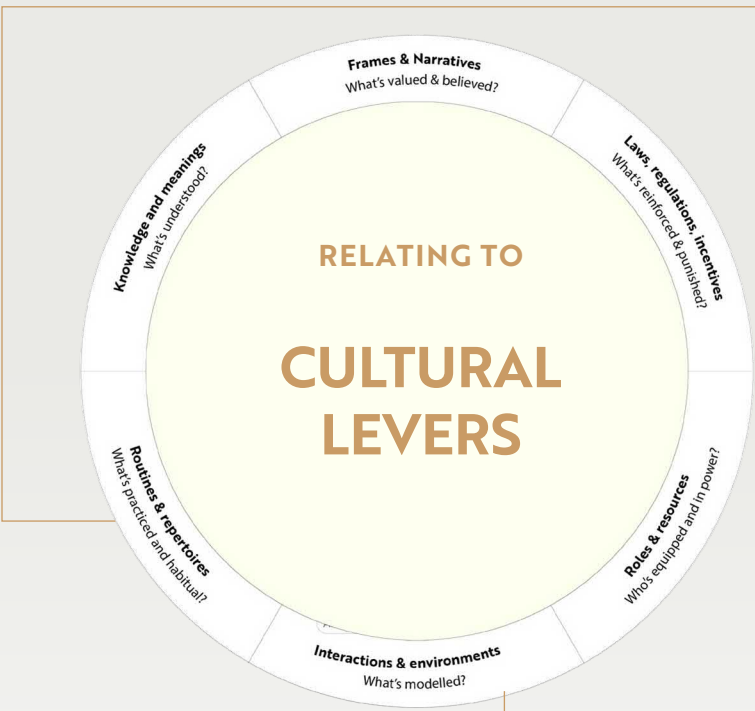 Frames & Narratives
What's valued & believed?
Laws, regulations, incentives
What's reinforced & punished?
Roles & resources
Who's equipped and in power?
Interactions & environments
What's modelled?
Routines & repertoires
What's practiced and habitual?
Knowledge and meanings
What's understood?
RELATING TO
CULTURAL
LEVERS